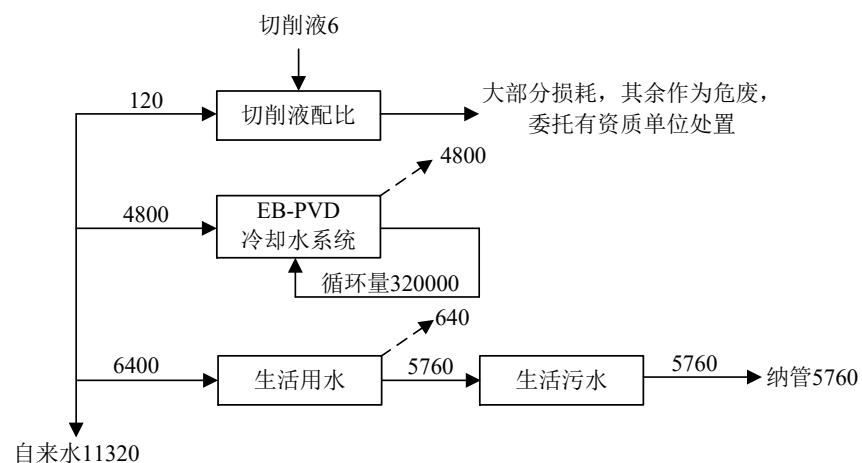 切削液6
120
切削液配比
大部分损耗，其余作为危废，
委托有资质单位处置
4800
4800
EB-PVD
冷却水系统
循环量320000
640
6400
生活用水
5760
生活污水
5760
纳管5760
自来水11320